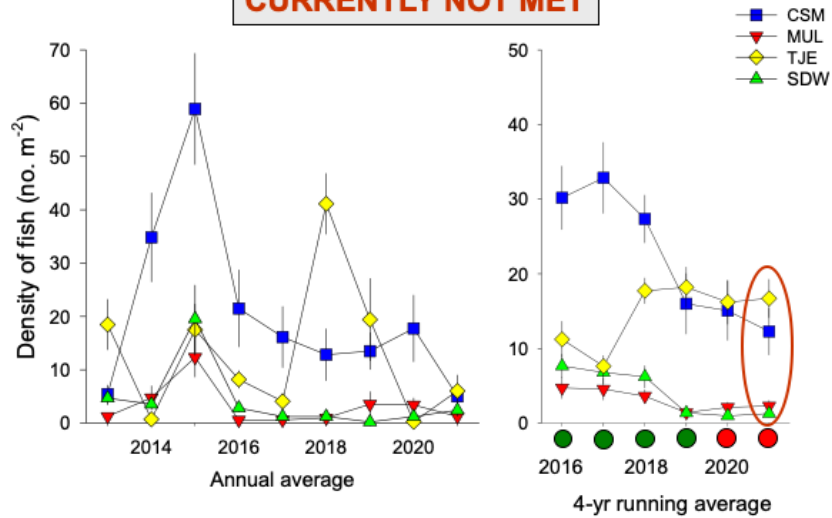 CURRENTLY NOT MET
CSM
MUL
TJE
SDW
Density of fish (no. m⁻²)
70
60
50
40
30
20
10
0
2014 2016 2018 2020
Annual average
50
40
30
20
10
0
2016 2018 2020
4-yr running average